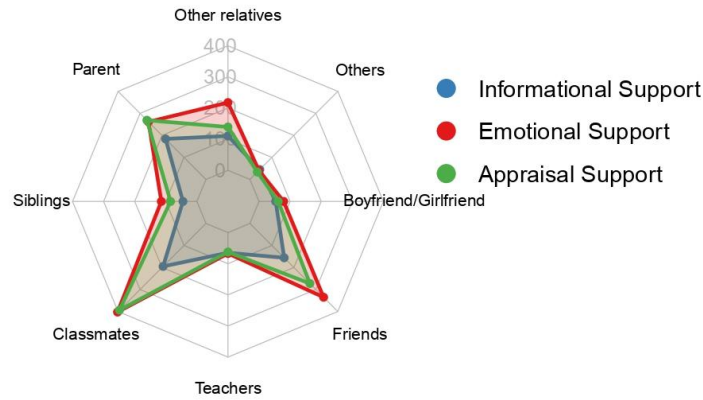 Other relatives
400
Parent
300
Others
200
100
0
Siblings
Boyfriend/Girlfriend
Classmates
Friends
Teachers
Informational Support
Emotional Support
Appraisal Support